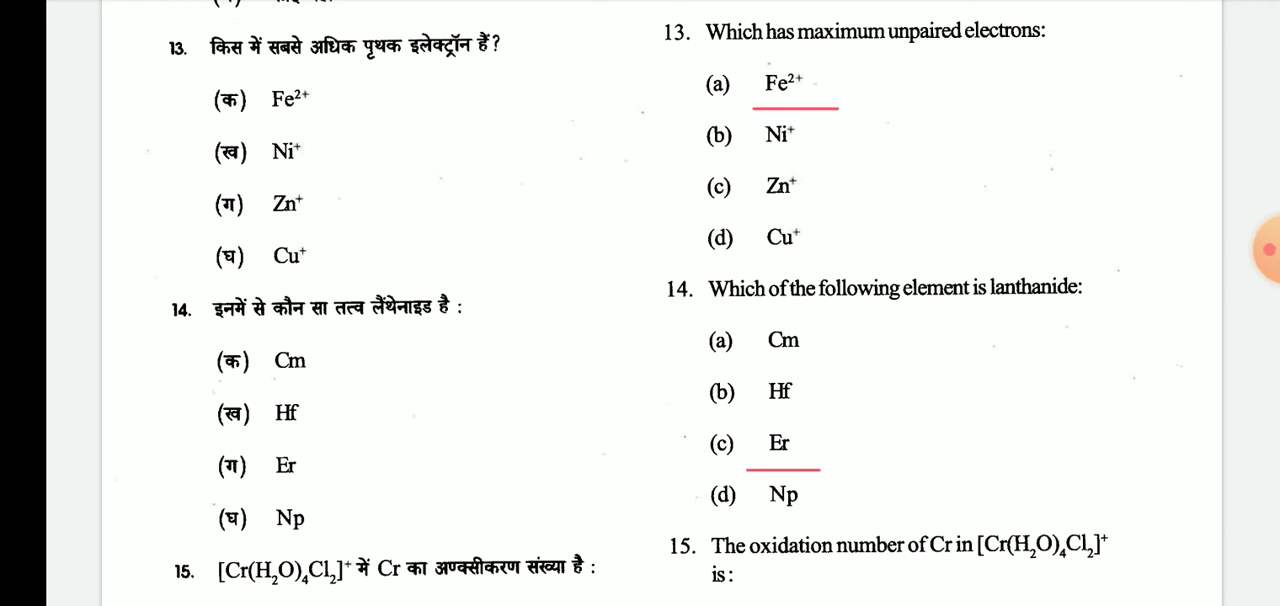 13. किस में सबसे अधिक पृथक इलेक्ट्रॉन हैं?
(क) Fe²⁺
(ख) Ni⁺
(ग) Zn⁺
(घ) Cu⁺
14. इनमें से कौन सा तत्व लैंथेनाइड है :
(क) Cm
(ख) Hf
(ग) Er
(घ) Np
15. [Cr(H₂O)₄Cl₂]⁺ में Cr का अण्क्सीकरण संख्या है :
13. Which has maximum unpaired electrons:
(a) Fe²⁺
(b) Ni⁺
(c) Zn⁺
(d) Cu⁺
14. Which of the following element is lanthanide:
(a) Cm
(b) Hf
(c) Er
(d) Np
15. The oxidation number of Cr in [Cr(H₂O)₄Cl₂]⁺
is: